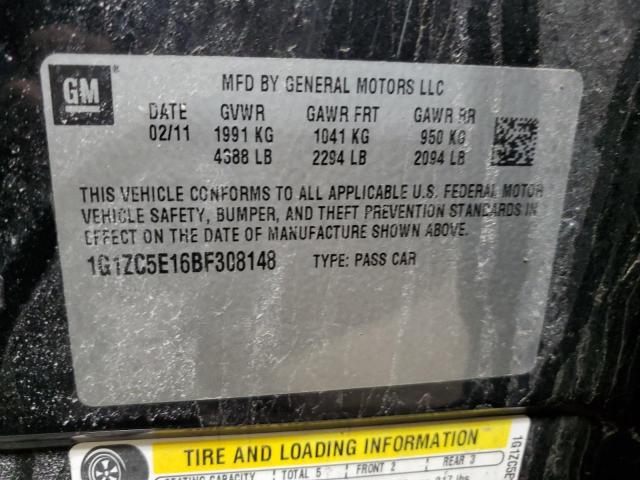 GM
MFD BY GENERAL MOTORS LLC
DATE GVWR GAWR FRT GAWR RR
02/11 1991 KG 1041 KG 950 KG
4388 LB 2294 LB 2094 LB
THIS VEHICLE CONFORMS TO ALL APPLICABLE U.S. FEDERAL MOTOR
VEHICLE SAFETY, BUMPER, AND THEFT PREVENTION STANDARDS IN
EFFECT ON THE DATE OF MANUFACTURE SHOWN ABOVE.
1G1ZC5E16BF308148 TYPE: PASS CAR
TIRE AND LOADING INFORMATION
SEATING CAPACITY TOTAL 5 FRONT 2 REAR 3
1G1ZC5E